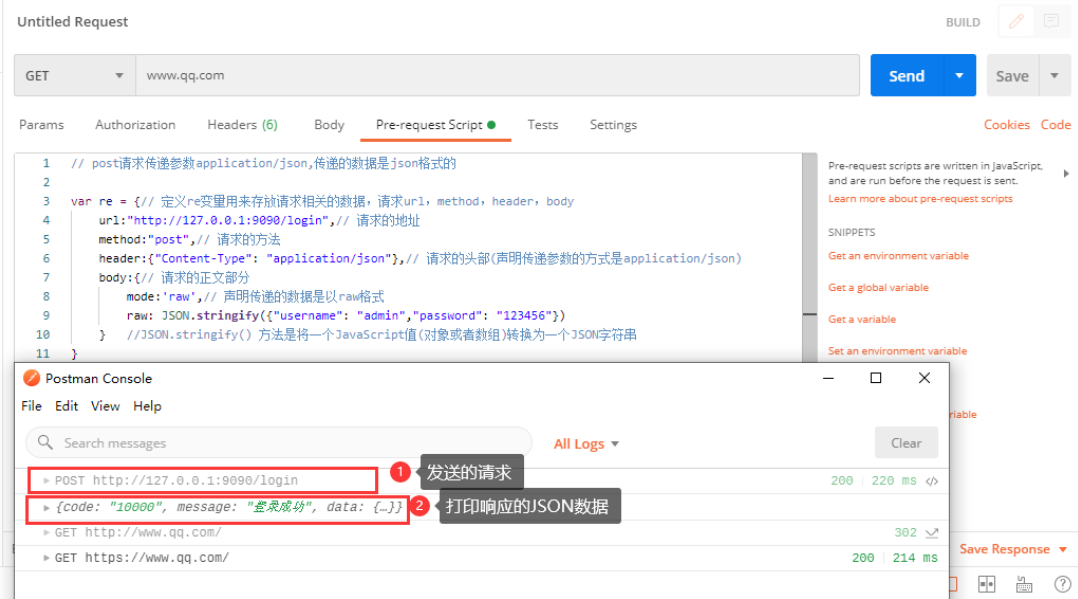 Untitled Request
BUILD
GET
www.qq.com
Send
Save
Params
Authorization
Headers (6)
Body
Pre-request Script
Tests
Settings
Cookies
Code
1 // post请求传递参数application/json,传递的数据是json格式的
2
3 var re = {// 定义re变量用来存放请求相关的数据，请求url，method，header，body
4 url:"http://127.0.0.1:9090/login",// 请求的地址
5 method:"post",// 请求的方法
6 header:{"Content-Type": "application/json"},// 请求的头部(声明传递参数的方式是application/json)
7 body:{// 请求的正文部分
8 mode:'raw',// 声明传递的数据是以raw格式
9 raw: JSON.stringify({"username": "admin","password": "123456"})
10 } //JSON.stringify() 方法是将一个JavaScript值(对象或者数组)转换为一个JSON字符串
11 }
Pre-request scripts are written in JavaScript,
and are run before the request is sent.
Learn more about pre-request scripts
SNIPPETS
Get an environment variable
Get a global variable
Get a variable
Set an environment variable
riable
Postman Console
File Edit View Help
Search messages
All Logs
Clear
POST http://127.0.0.1:9090/login
1
发送的请求
200 220 ms
{code: "10000", message: "登录成功", data: {…}}
2
打印响应的JSON数据
GET http://www.qq.com/
302
GET https://www.qq.com/
200 214 ms
Save Response